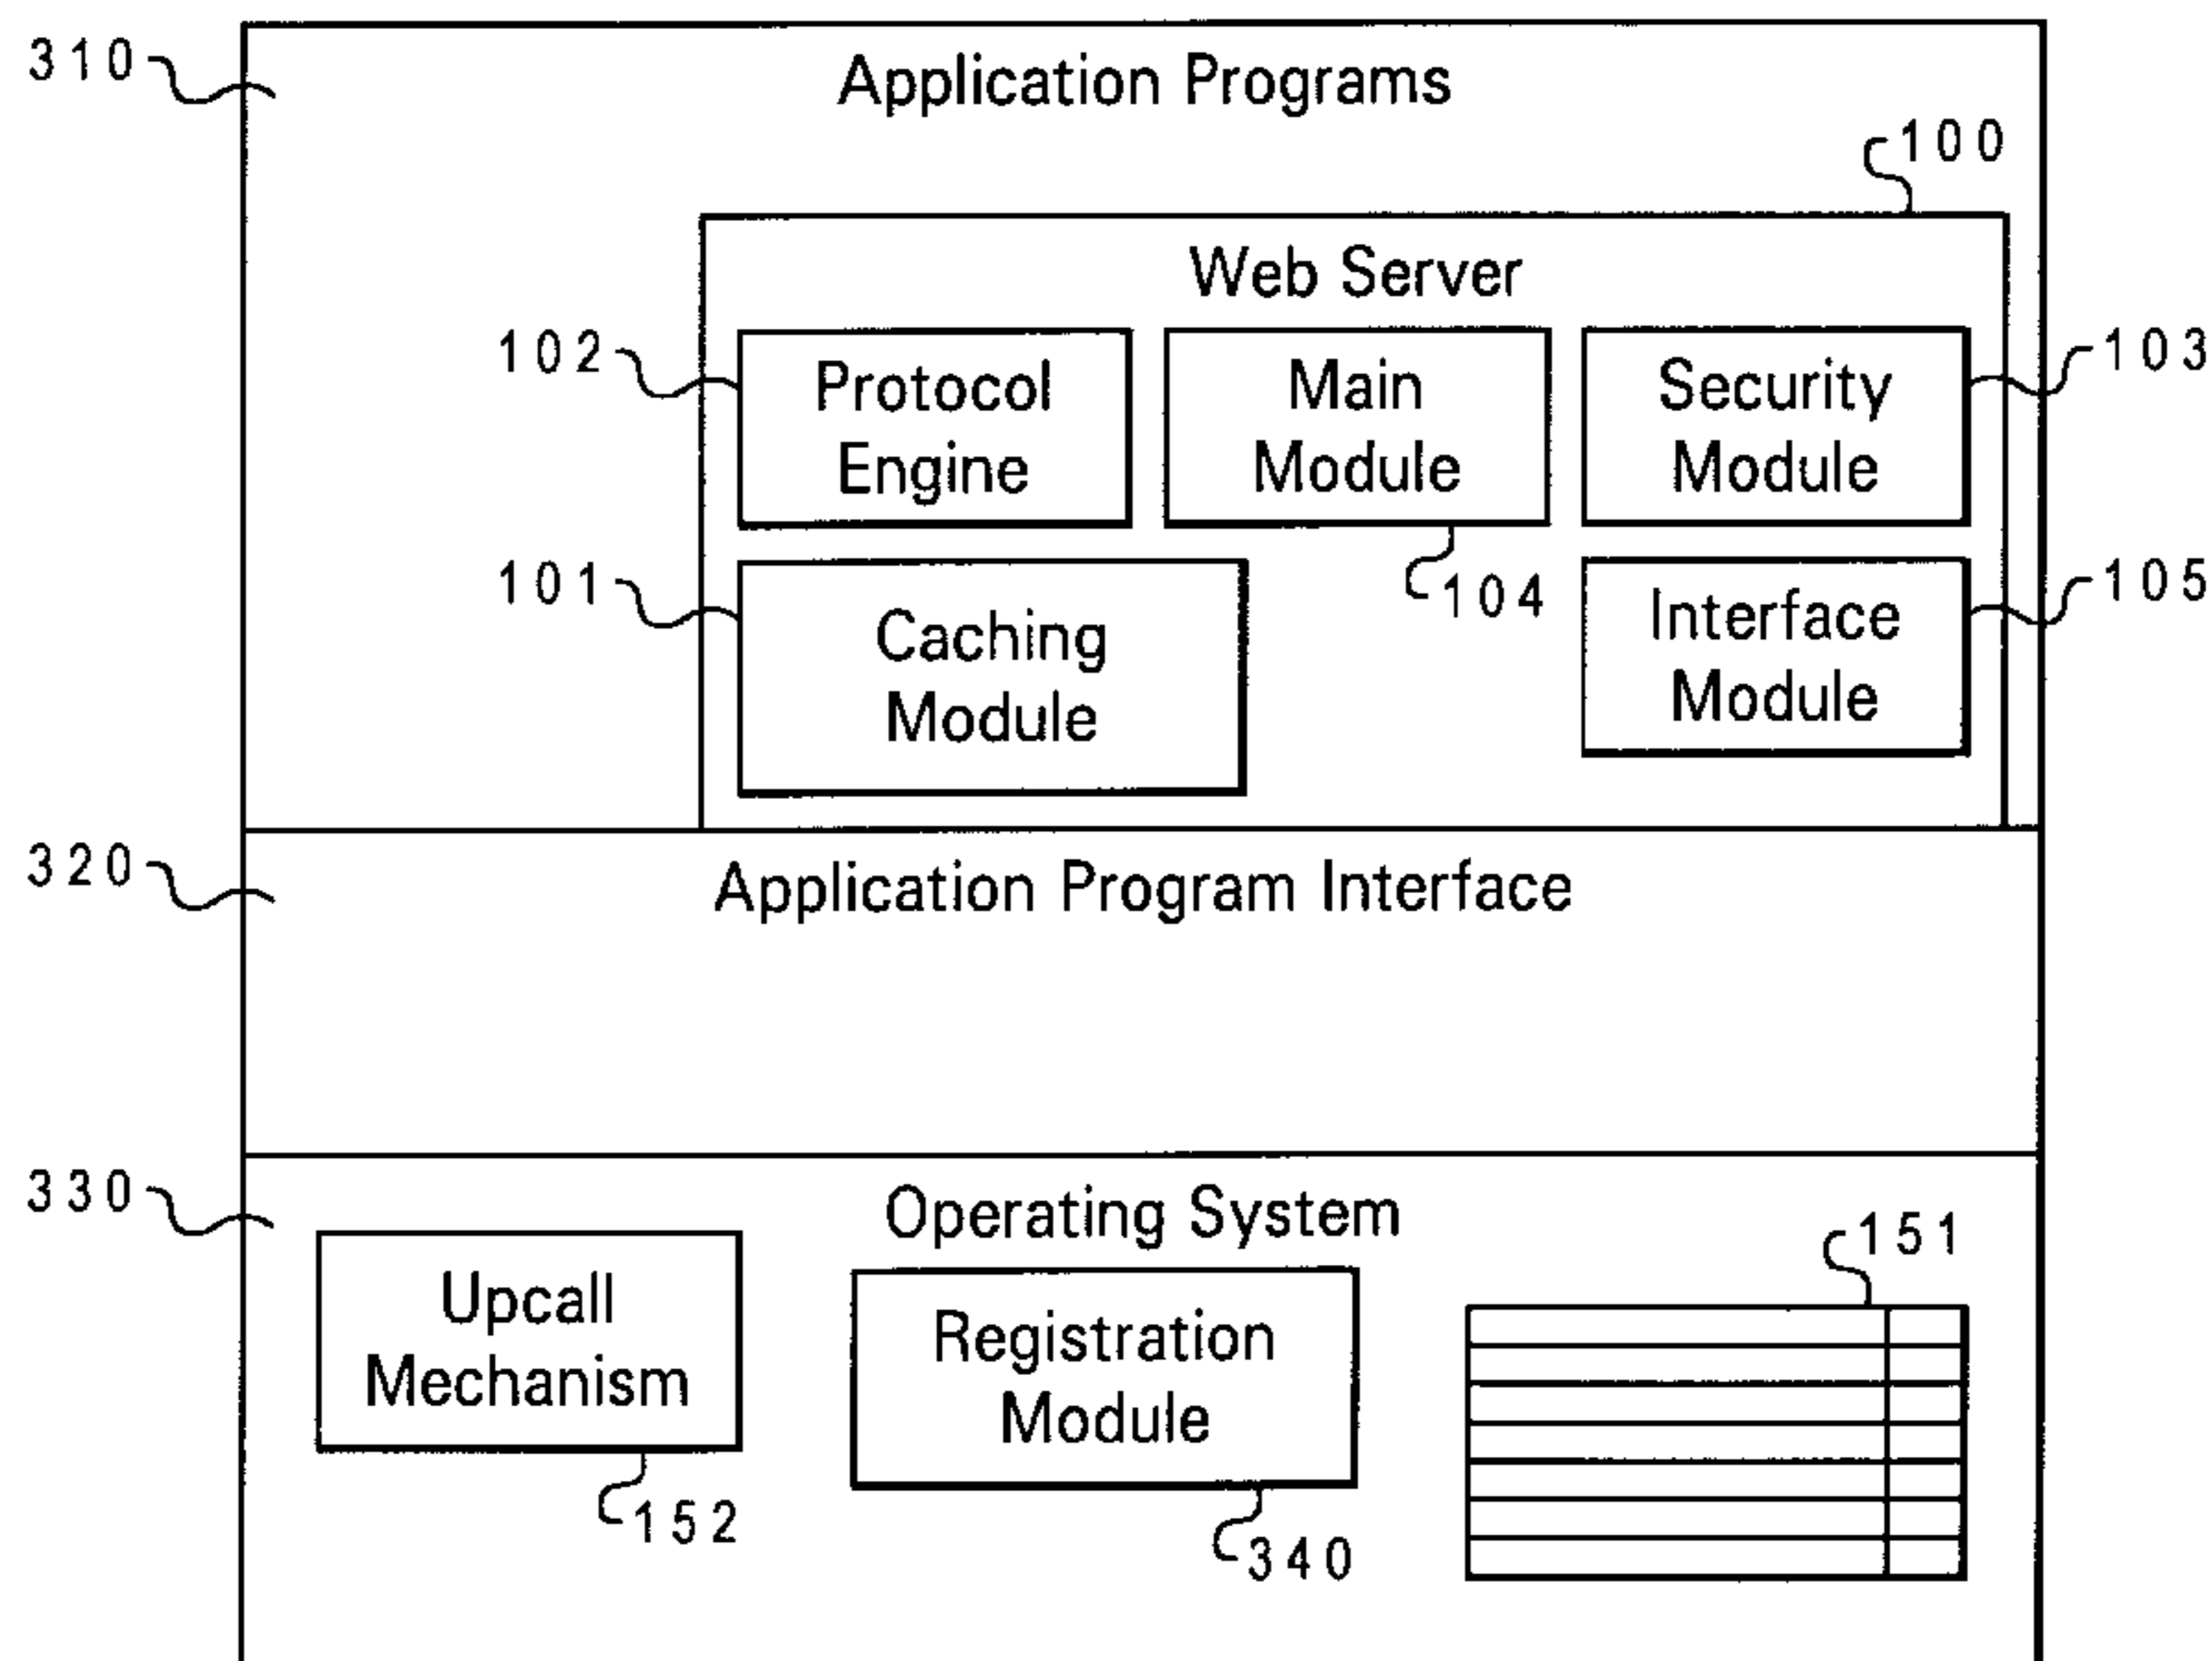 310
Application Programs
100
Web Server
102
Protocol
Engine
Main
Module
Security
Module
103
101
Caching
Module
104
Interface
Module
105
320
Application Program Interface
330
Operating System
Upcall
Mechanism
152
Registration
Module
340
151